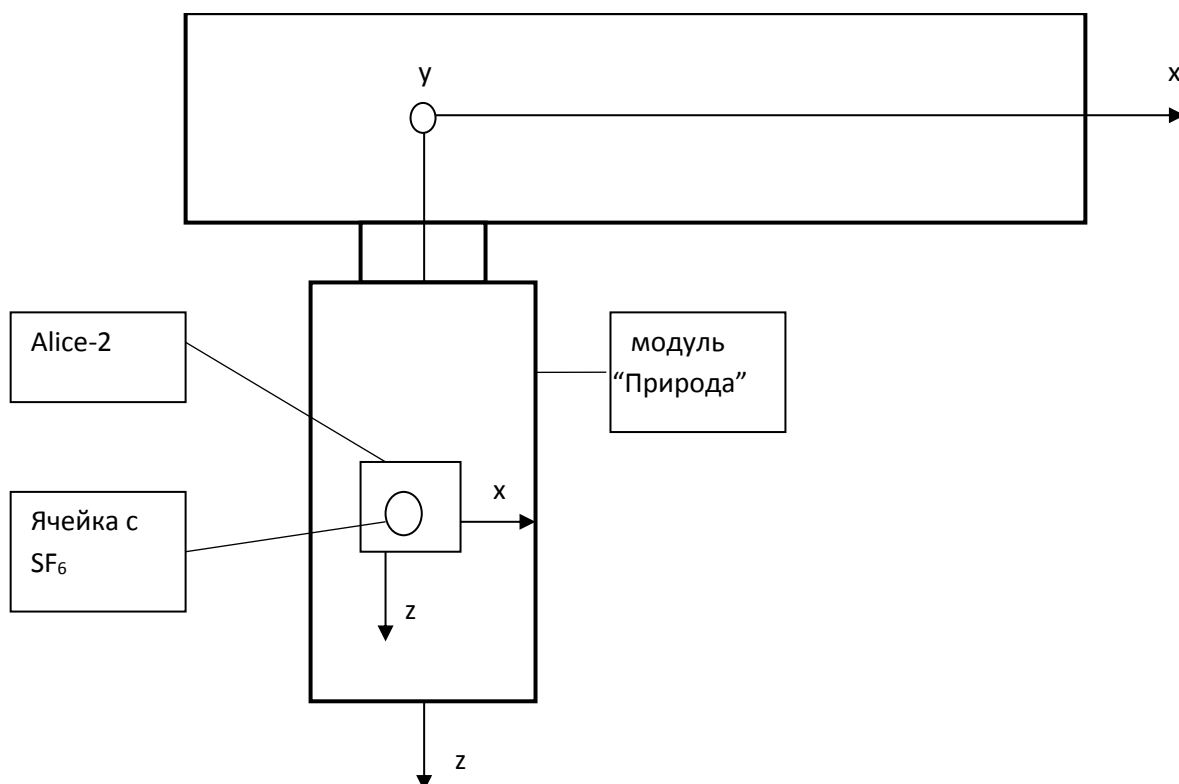 y
x
Alice-2
модуль
“Природа”
x
Ячейка с
SF₆
z
z